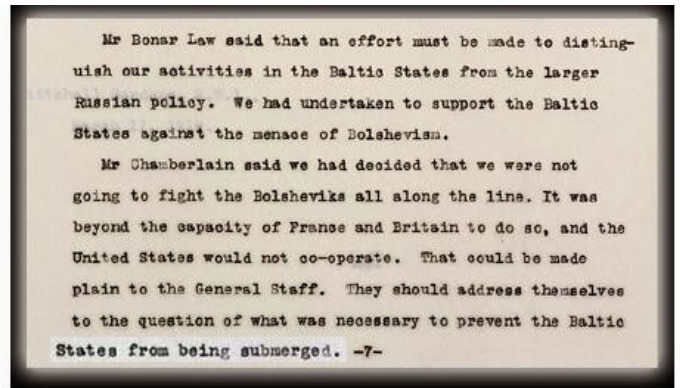 Mr Bonar Law said that an effort must be made to disting-
uish our activities in the Baltic States from the larger
Russian policy. We had undertaken to support the Baltic
States against the menace of Bolshevism.
Mr Chamberlain said we had decided that we were not
going to fight the Bolsheviks all along the line. It was
beyond the capacity of France and Britain to do so, and the
United States would not co-operate. That could be made
plain to the General Staff. They should address themselves
to the question of what was necessary to prevent the Baltic
States from being submerged. -7-